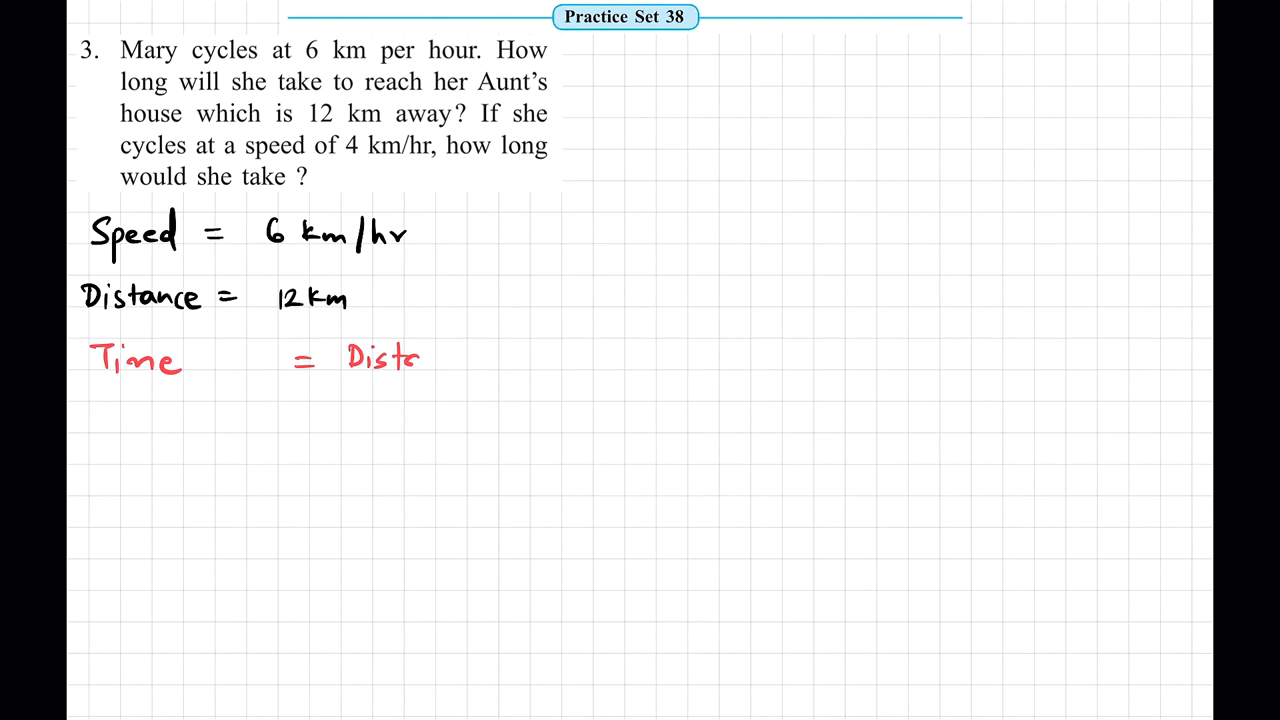 Practice Set 38
3. Mary cycles at 6 km per hour. How
long will she take to reach her Aunt's
house which is 12 km away? If she
cycles at a speed of 4 km/hr, how long
would she take ?
Speed = 6 km/hr
Distance = 12 km
Time = Dista